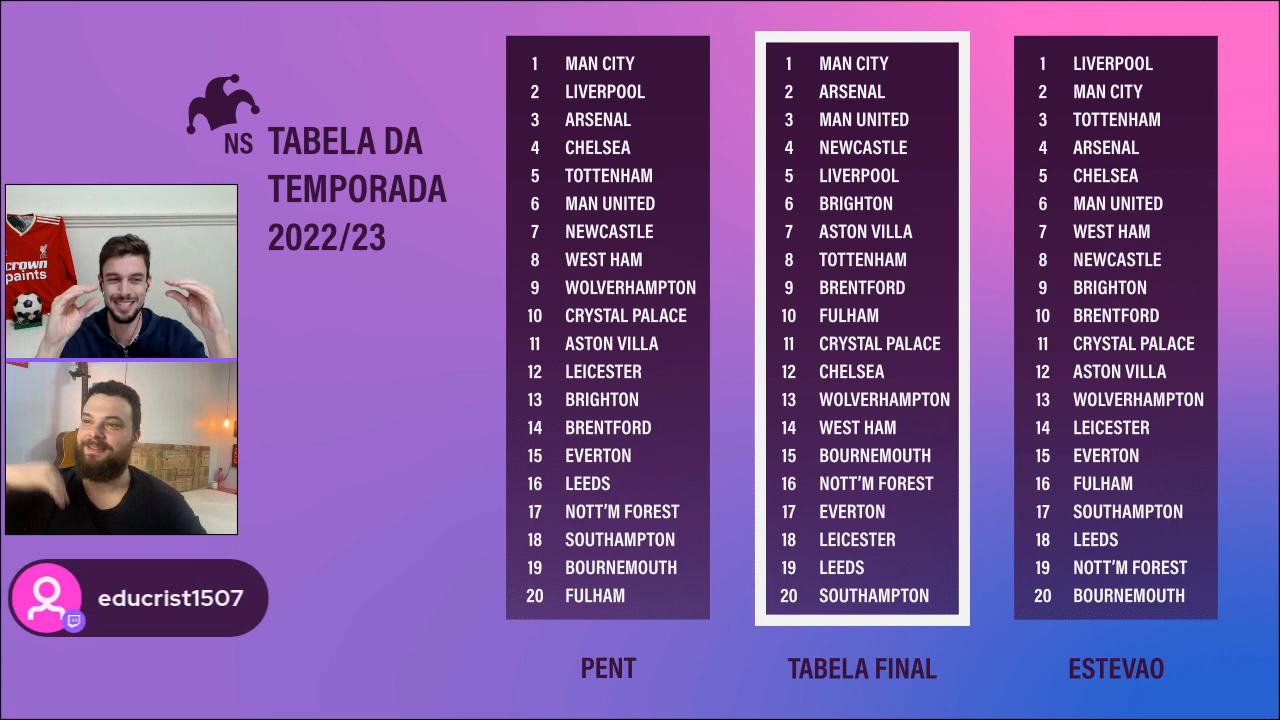 NS
TABELA DA
TEMPORADA
2022/23
crown
paints
educrist1507
1 MAN CITY
2 LIVERPOOL
3 ARSENAL
4 CHELSEA
5 TOTTENHAM
6 MAN UNITED
7 NEWCASTLE
8 WEST HAM
9 WOLVERHAMPTON
10 CRYSTAL PALACE
11 ASTON VILLA
12 LEICESTER
13 BRIGHTON
14 BRENTFORD
15 EVERTON
16 LEEDS
17 NOTT'M FOREST
18 SOUTHAMPTON
19 BOURNEMOUTH
20 FULHAM
PENT
1 MAN CITY
2 ARSENAL
3 MAN UNITED
4 NEWCASTLE
5 LIVERPOOL
6 BRIGHTON
7 ASTON VILLA
8 TOTTENHAM
9 BRENTFORD
10 FULHAM
11 CRYSTAL PALACE
12 CHELSEA
13 WOLVERHAMPTON
14 WEST HAM
15 BOURNEMOUTH
16 NOTT'M FOREST
17 EVERTON
18 LEICESTER
19 LEEDS
20 SOUTHAMPTON
TABELA FINAL
1 LIVERPOOL
2 MAN CITY
3 TOTTENHAM
4 ARSENAL
5 CHELSEA
6 MAN UNITED
7 WEST HAM
8 NEWCASTLE
9 BRIGHTON
10 BRENTFORD
11 CRYSTAL PALACE
12 ASTON VILLA
13 WOLVERHAMPTON
14 LEICESTER
15 EVERTON
16 FULHAM
17 SOUTHAMPTON
18 LEEDS
19 NOTT'M FOREST
20 BOURNEMOUTH
ESTEVAO